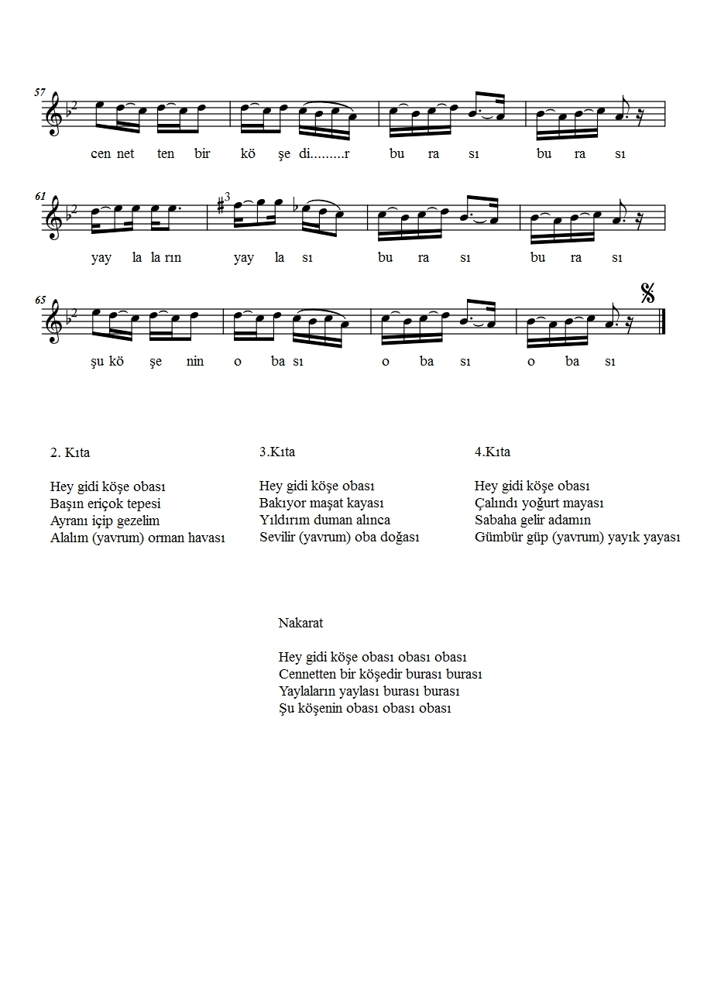 57
2
cen net ten bir kö şe di.........r bu ra sı bu ra sı
61
2
3
yay la la rın yay la sı bu ra sı bu ra sı
65
2
şu kö şe nin o ba sı o ba sı o ba sı
2. Kıta
Hey gidi köşe obası
Başın eriçok tepesi
Ayranı içip gezelim
Alalım (yavrum) orman havası
3.Kıta
Hey gidi köşe obası
Bakıyor maşat kayası
Yıldırım duman alınca
Sevilir (yavrum) oba doğası
4.Kıta
Hey gidi köşe obası
Çalındı yoğurt mayası
Sabaha gelir adamın
Gümbür güp (yavrum) yayık yayası
Nakarat
Hey gidi köşe obası obası obası
Cennetten bir köşedir burası burası
Yaylaların yaylası burası burası
Şu köşenin obası obası obası